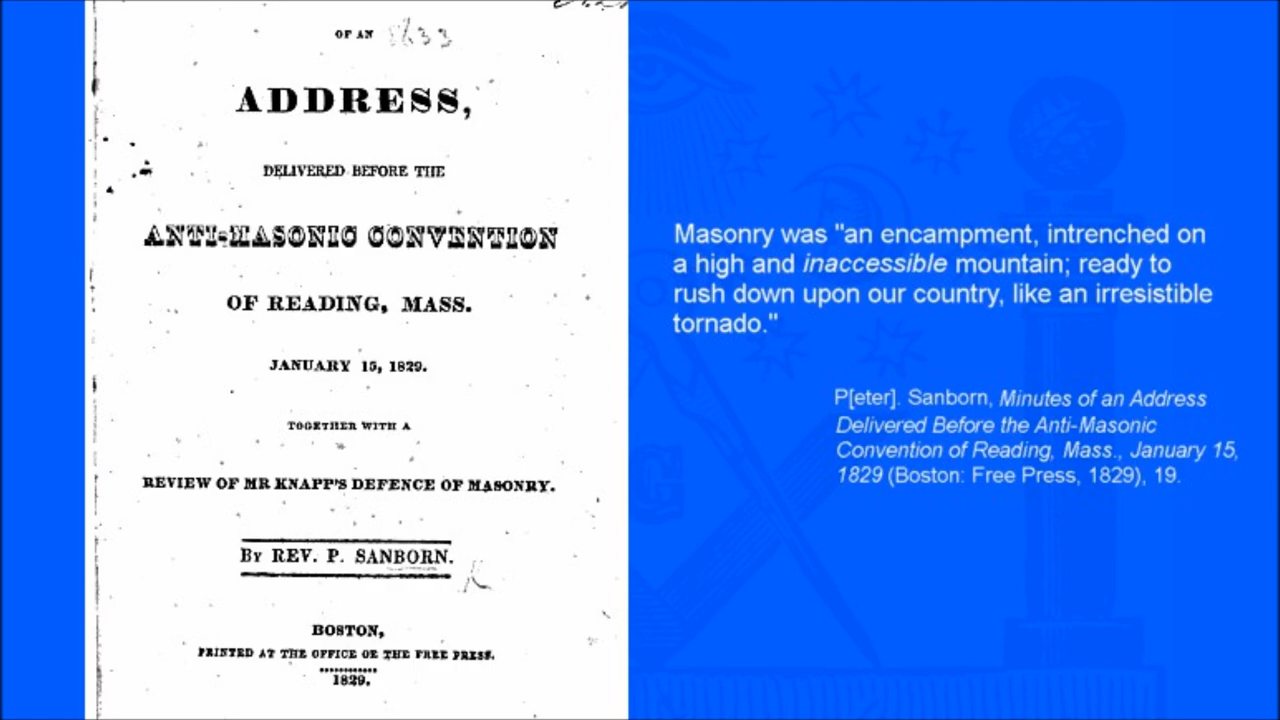 OF AN
ADDRESS,
DELIVERED BEFORE THE
ANTI-MASONIC CONVENTION
OF READING, MASS.
JANUARY 15, 1829.
TOGETHER WITH A
REVIEW OF MR KNAPP'S DEFENCE OF MASONRY.
By REV. P. SANBORN.
BOSTON,
PRINTED AT THE OFFICE OF THE FREE PRESS.
1829.
Masonry was "an encampment, intrenched on
a high and inaccessible mountain; ready to
rush down upon our country, like an irresistible
tornado."
P[eter]. Sanborn, Minutes of an Address
Delivered Before the Anti-Masonic
Convention of Reading, Mass., January 15,
1829 (Boston: Free Press, 1829), 19.
G